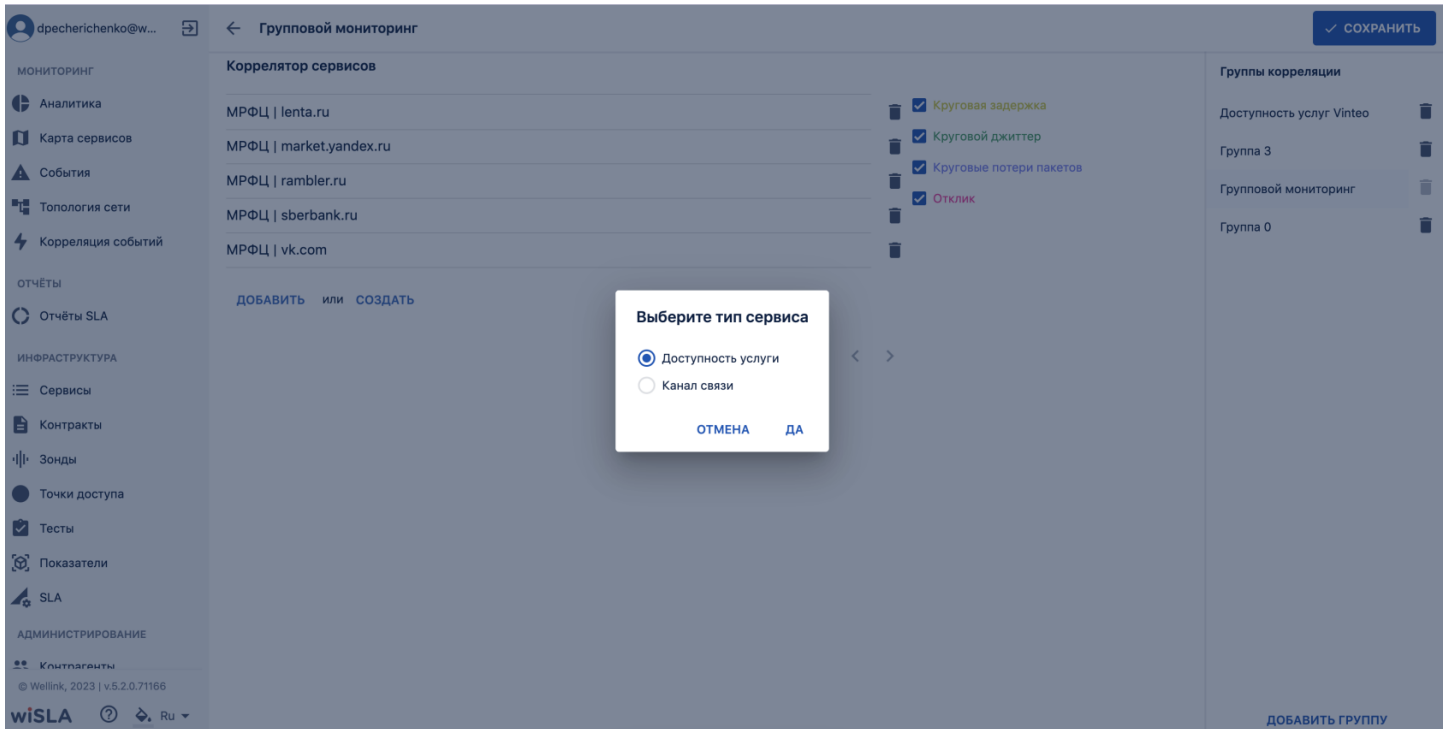 dpecherichenko@w...
МОНИТОРИНГ
Аналитика
Карта сервисов
События
Топология сети
Корреляция событий
ОТЧЁТЫ
Отчёты SLA
ИНФРАСТРУКТУРА
Сервисы
Контракты
Зонды
Точки доступа
Тесты
Показатели
SLA
АДМИНИСТРИРОВАНИЕ
Контрагенты
© Wellink, 2023 | v.5.2.0.71166
wiSLA ? Ru
Групповой мониторинг
СОХРАНИТЬ
Коррелятор сервисов
МРФЦ | lenta.ru
МРФЦ | market.yandex.ru
МРФЦ | rambler.ru
МРФЦ | sberbank.ru
МРФЦ | vk.com
ДОБАВИТЬ или СОЗДАТЬ
Круговая задержка
Круговой джиттер
Круговые потери пакетов
Отклик
Выберите тип сервиса
Доступность услуги
Канал связи
ОТМЕНА ДА
Группы корреляции
Доступность услуг Vinteo
Группа 3
Групповой мониторинг
Группа 0
ДОБАВИТЬ ГРУППУ